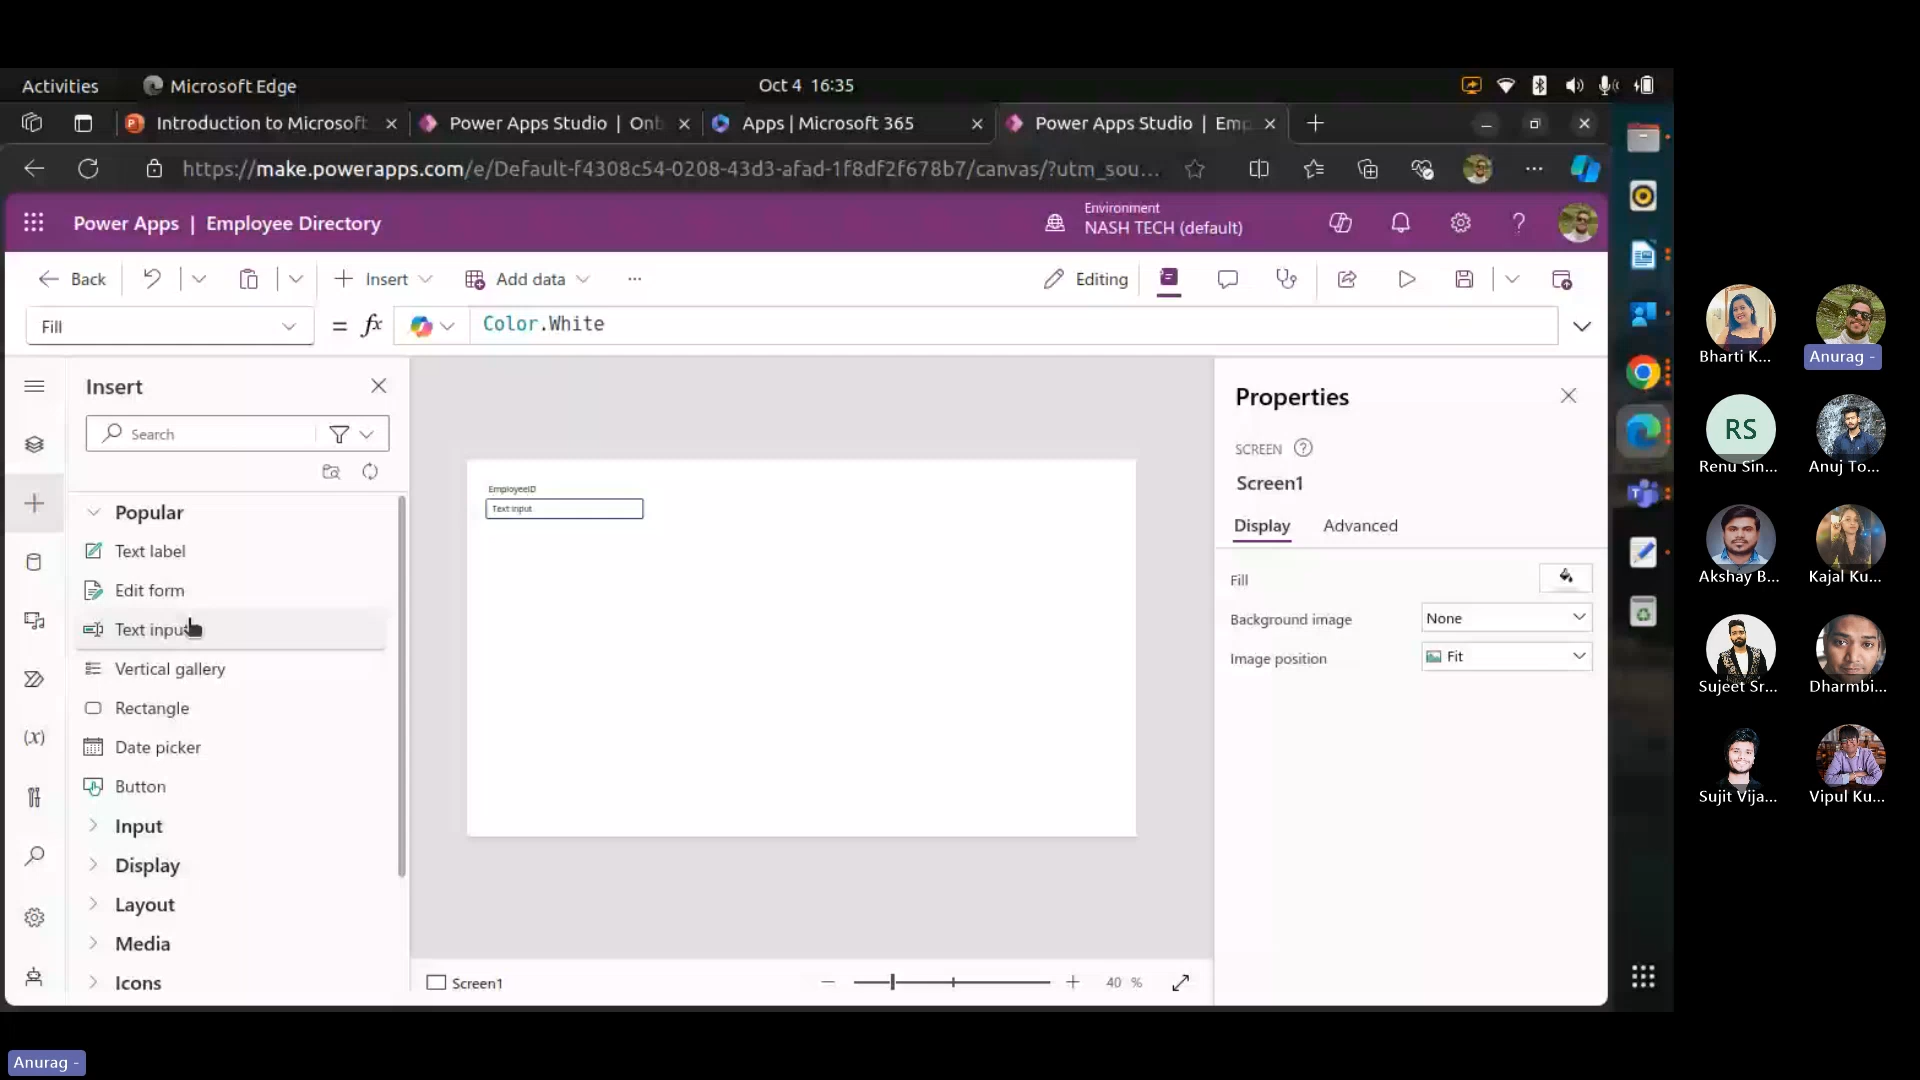 Activities
Microsoft Edge
Oct 4 16:35
Introduction to Microsoft
Power Apps Studio | Onb
Apps | Microsoft 365
Power Apps Studio | Emp
https://make.powerapps.com/e/Default-f4308c54-0208-43d3-afad-1f8df2f678b7/canvas/?utm_sou...
Power Apps | Employee Directory
Environment
NASH TECH (default)
Back
Insert
Add data
Editing
Fill
= fx
Color.White
Insert
Search
Popular
Text label
Edit form
Text input
Vertical gallery
Rectangle
Date picker
Button
Input
Display
Layout
Media
Icons
EmployeeID
Text input
Screen1
40 %
Properties
SCREEN
Screen1
Display
Advanced
Fill
Background image
None
Image position
Fit
Bharti K...
Anurag -
RS
Renu Sin...
Anuj To...
Akshay B...
Kajal Ku...
Sujeet Sr...
Dharmbi...
Sujit Vija...
Vipul Ku...
Anurag -